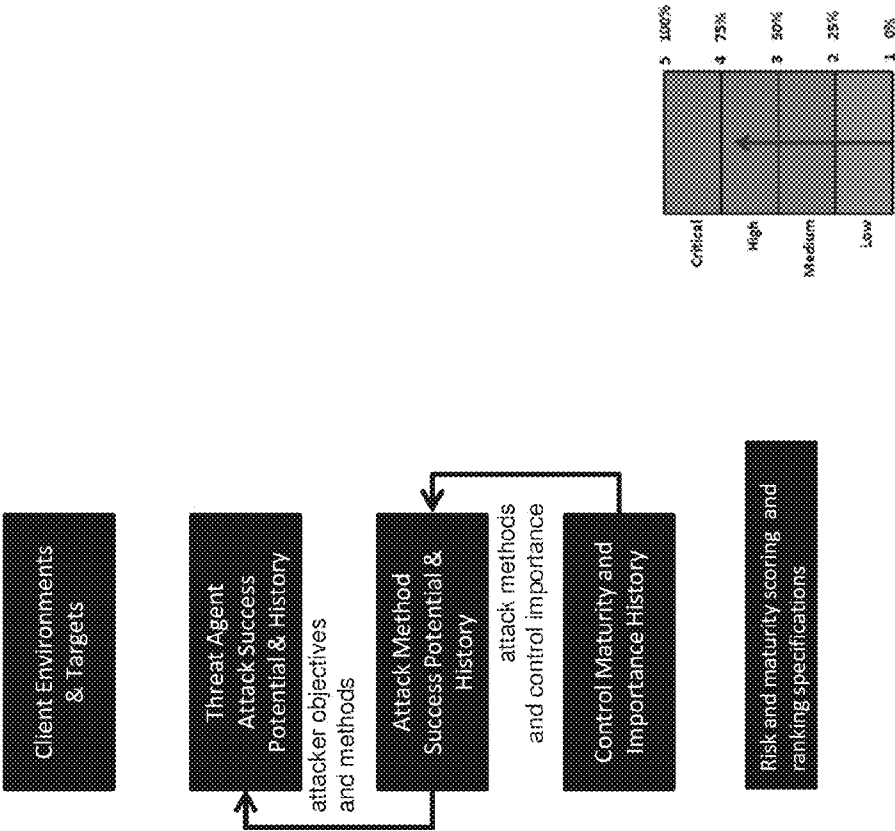 Client Environments
& Targets
Threat Agent
Attack Success
Potential & History
attacker objectives
and methods
Attack Method
Success Potential &
History
attack methods
and control importance
Control Maturity and
Importance History
Risk and maturity scoring and
ranking specifications
Critical
High
Medium
Low
5 100%
4 75%
3 50%
2 25%
1 0%